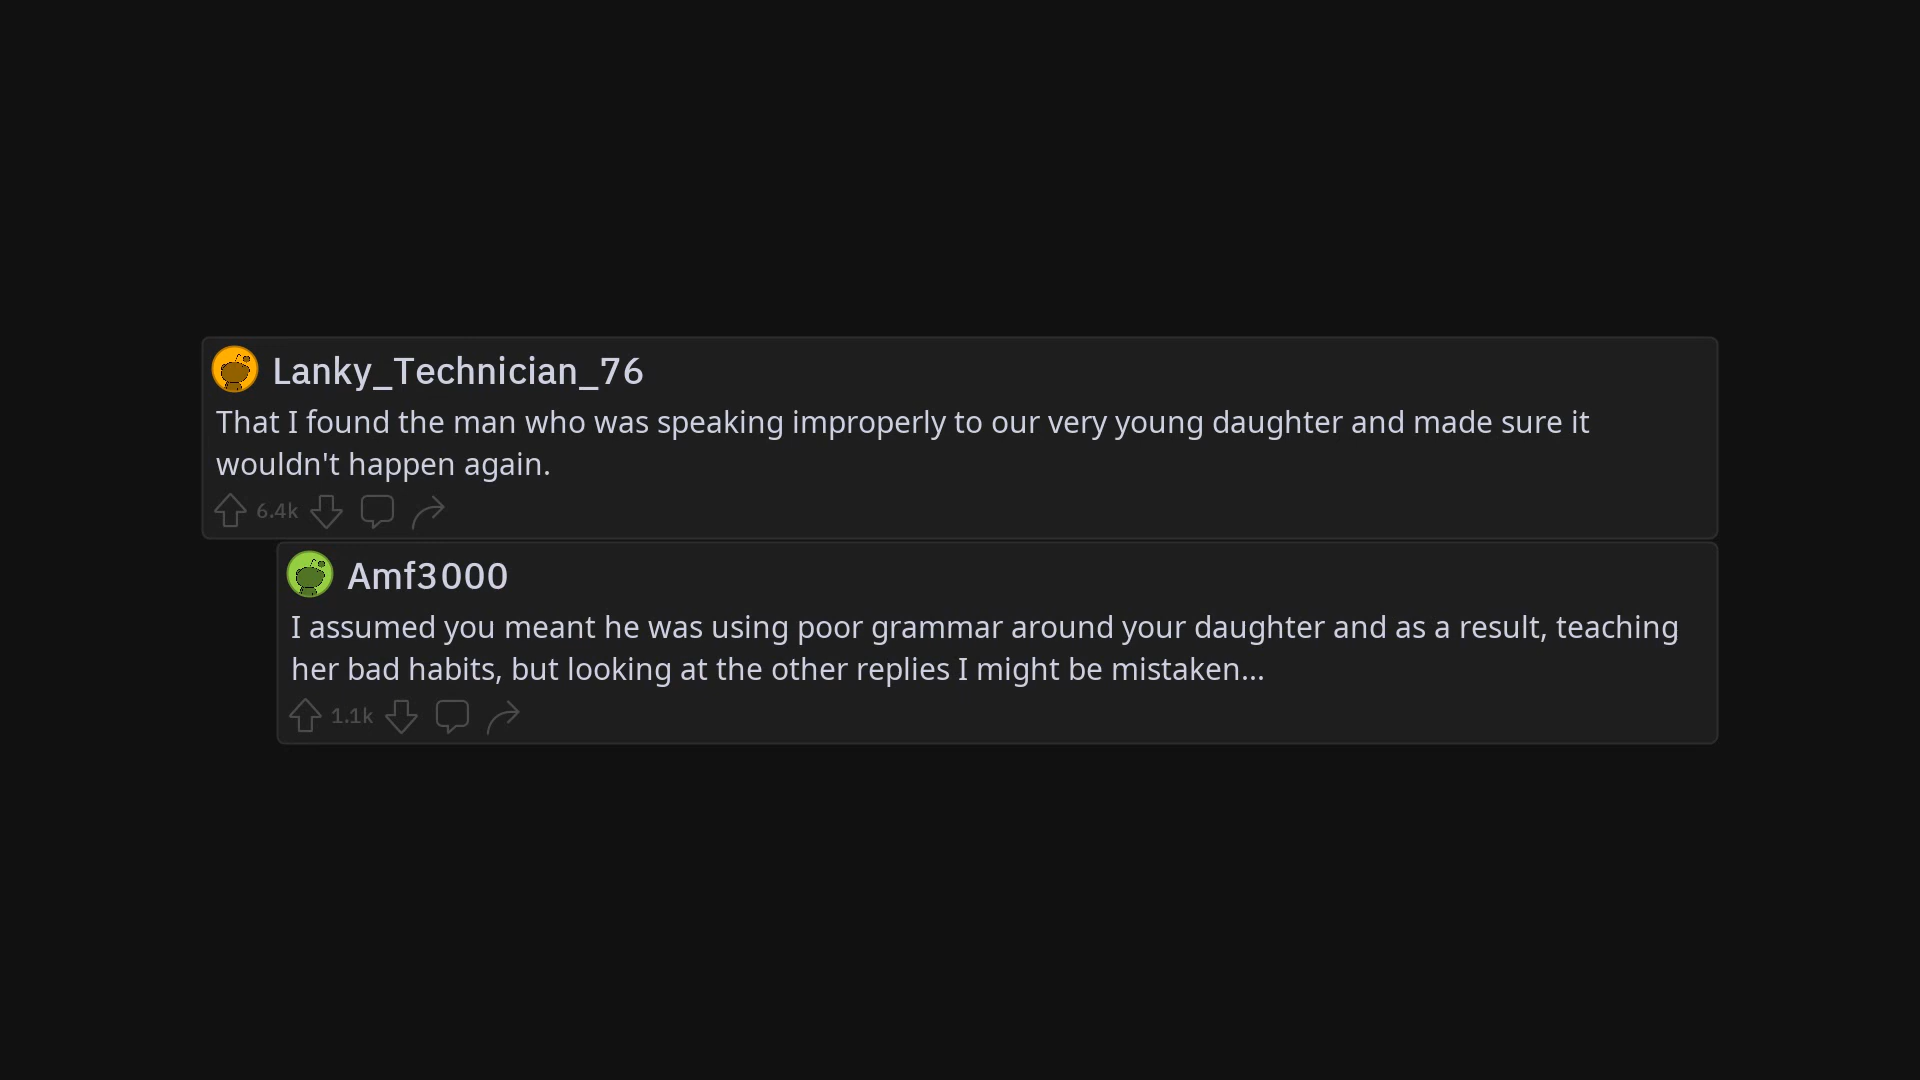 Lanky_Technician_76
That I found the man who was speaking improperly to our very young daughter and made sure it
wouldn't happen again.
6.4k
Amf3000
I assumed you meant he was using poor grammar around your daughter and as a result, teaching
her bad habits, but looking at the other replies I might be mistaken...
1.1k